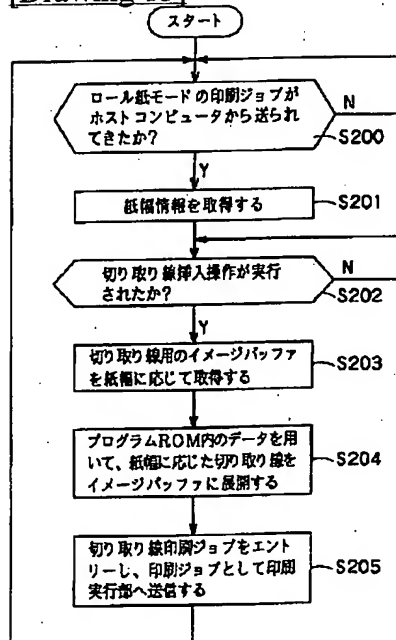 スタート
ロール紙モードの印刷ジョブが
ホストコンピュータから送られ
てきたか?
N
S200
Y
紙幅情報を取得する
S201
切り取り線挿入操作が実行
されたか?
N
S202
Y
切り取り線用のイメージバッファ
を紙幅に応じて取得する
S203
プログラムROM内のデータを用
いて、紙幅に応じた切り取り線を
イメージバッファに展開する
S204
切り取り線印刷ジョブをエント
リーし、印刷ジョブとして印刷
実行部へ送信する
S205